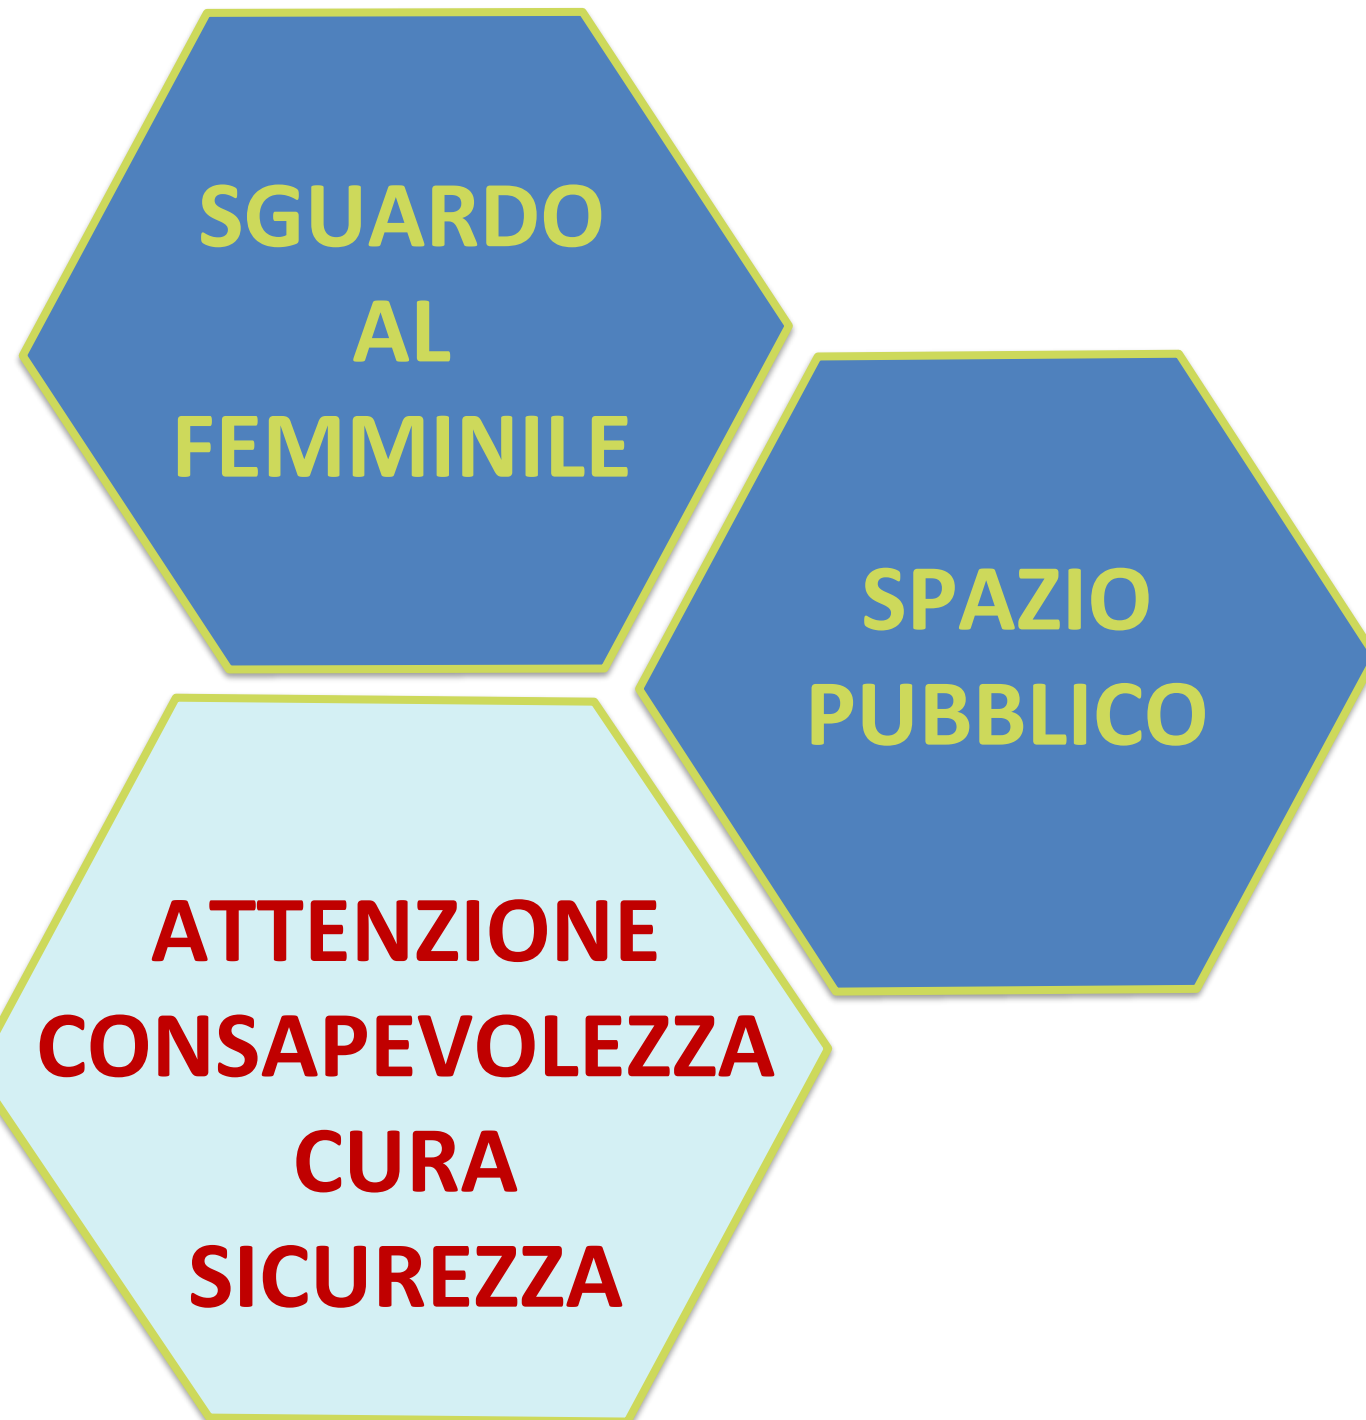 SGUARDO
AL
FEMMINILE
SPAZIO
PUBBLICO
ATTENZIONE
CONSAPEVOLEZZA
CURA
SICUREZZA